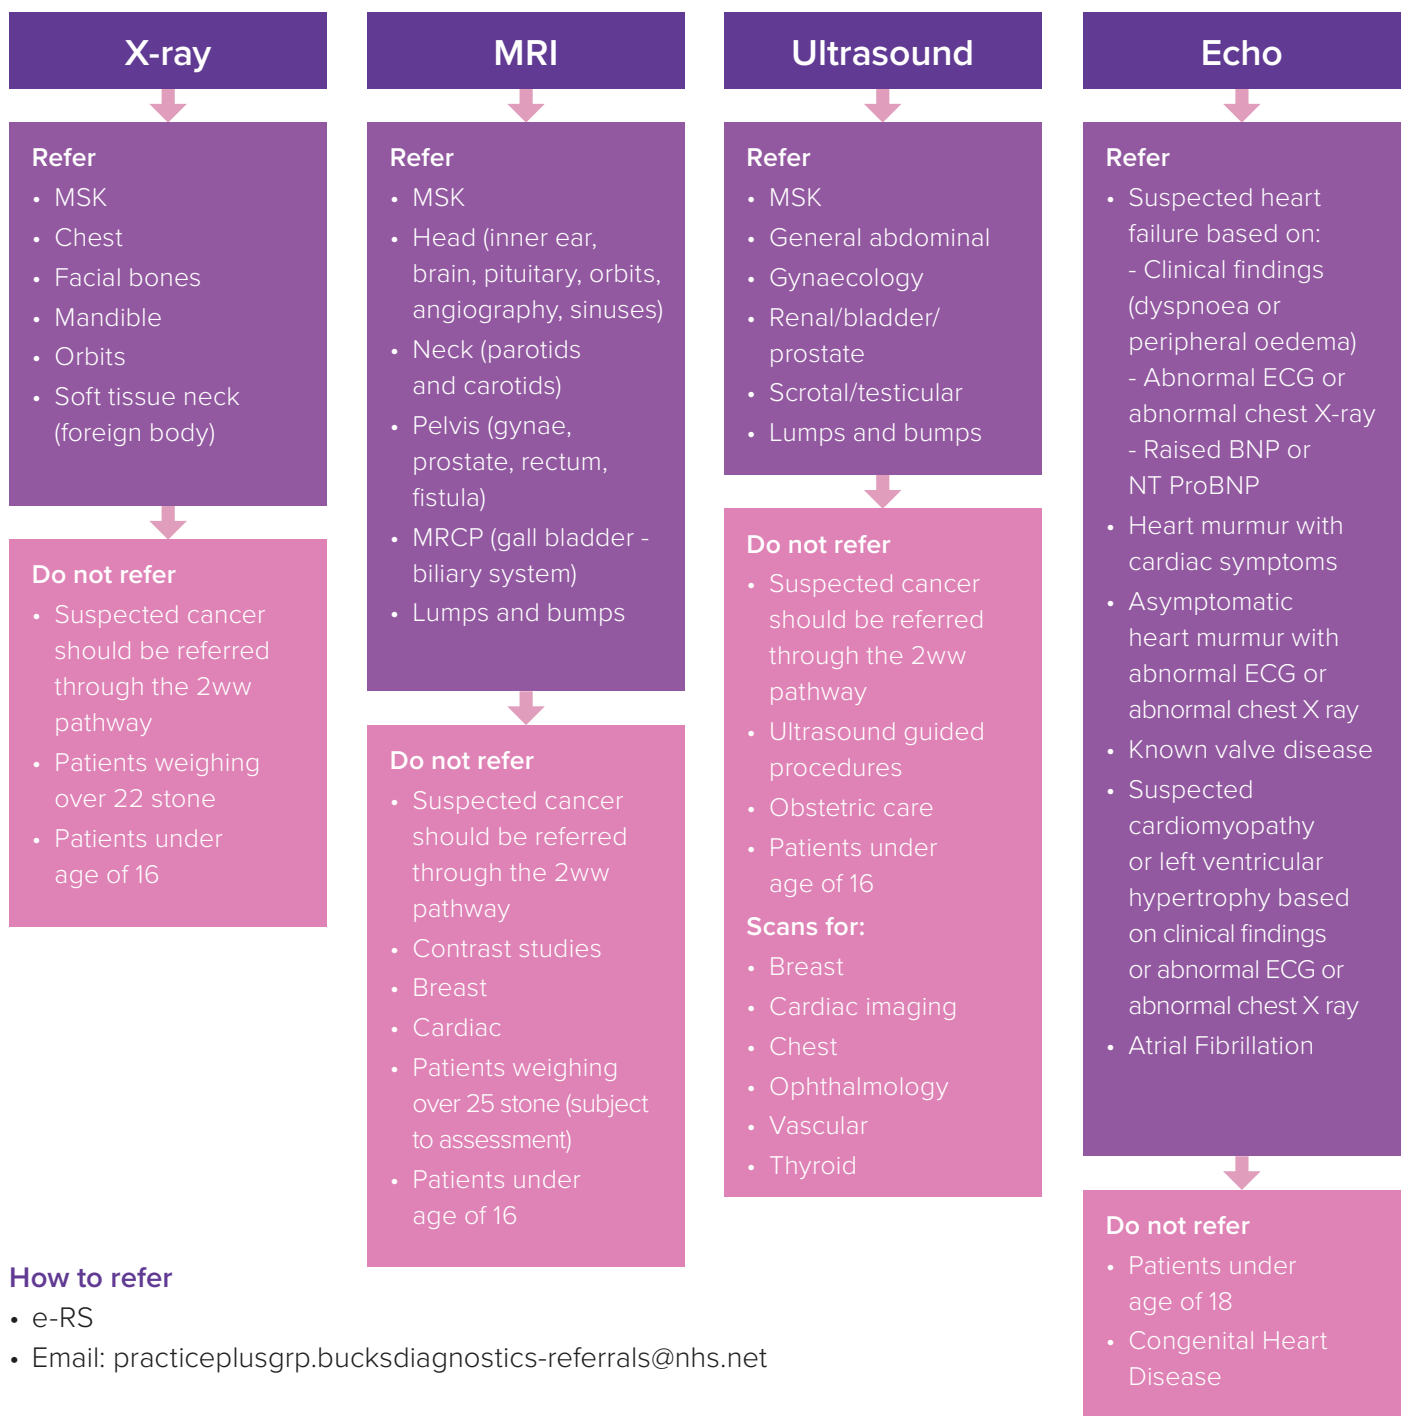 X-ray
Refer
• MSK
• Chest
• Facial bones
• Mandible
• Orbits
• Soft tissue neck
(foreign body)
Do not refer
• Suspected cancer
should be referred
through the 2ww
pathway
• Patients weighing
over 22 stone
• Patients under
age of 16
MRI
Refer
• MSK
• Head (inner ear,
brain, pituitary, orbits,
angiography, sinuses)
• Neck (parotids
and carotids)
• Pelvis (gynae,
prostate, rectum,
fistula)
• MRCP (gall bladder -
biliary system)
• Lumps and bumps
Do not refer
• Suspected cancer
should be referred
through the 2ww
pathway
• Contrast studies
• Breast
• Cardiac
• Patients weighing
over 25 stone (subject
to assessment)
• Patients under
age of 16
Ultrasound
Refer
• MSK
• General abdominal
• Gynaecology
• Renal/bladder/
prostate
• Scrotal/testicular
• Lumps and bumps
Do not refer
• Suspected cancer
should be referred
through the 2ww
pathway
• Ultrasound guided
procedures
• Obstetric care
• Patients under
age of 16
Scans for:
• Breast
• Cardiac imaging
• Chest
• Ophthalmology
• Vascular
• Thyroid
Echo
Refer
• Suspected heart
failure based on:
- Clinical findings
(dyspnoea or
peripheral oedema)
- Abnormal ECG or
abnormal chest X-ray
- Raised BNP or
NT ProBNP
• Heart murmur with
cardiac symptoms
• Asymptomatic
heart murmur with
abnormal ECG or
abnormal chest X ray
• Known valve disease
• Suspected
cardiomyopathy
or left ventricular
hypertrophy based
on clinical findings
or abnormal ECG or
abnormal chest X ray
• Atrial Fibrillation
Do not refer
• Patients under
age of 18
• Congenital Heart
Disease
How to refer
• e-RS
• Email: practiceplusgrp.bucksdiagnostics-referrals@nhs.net